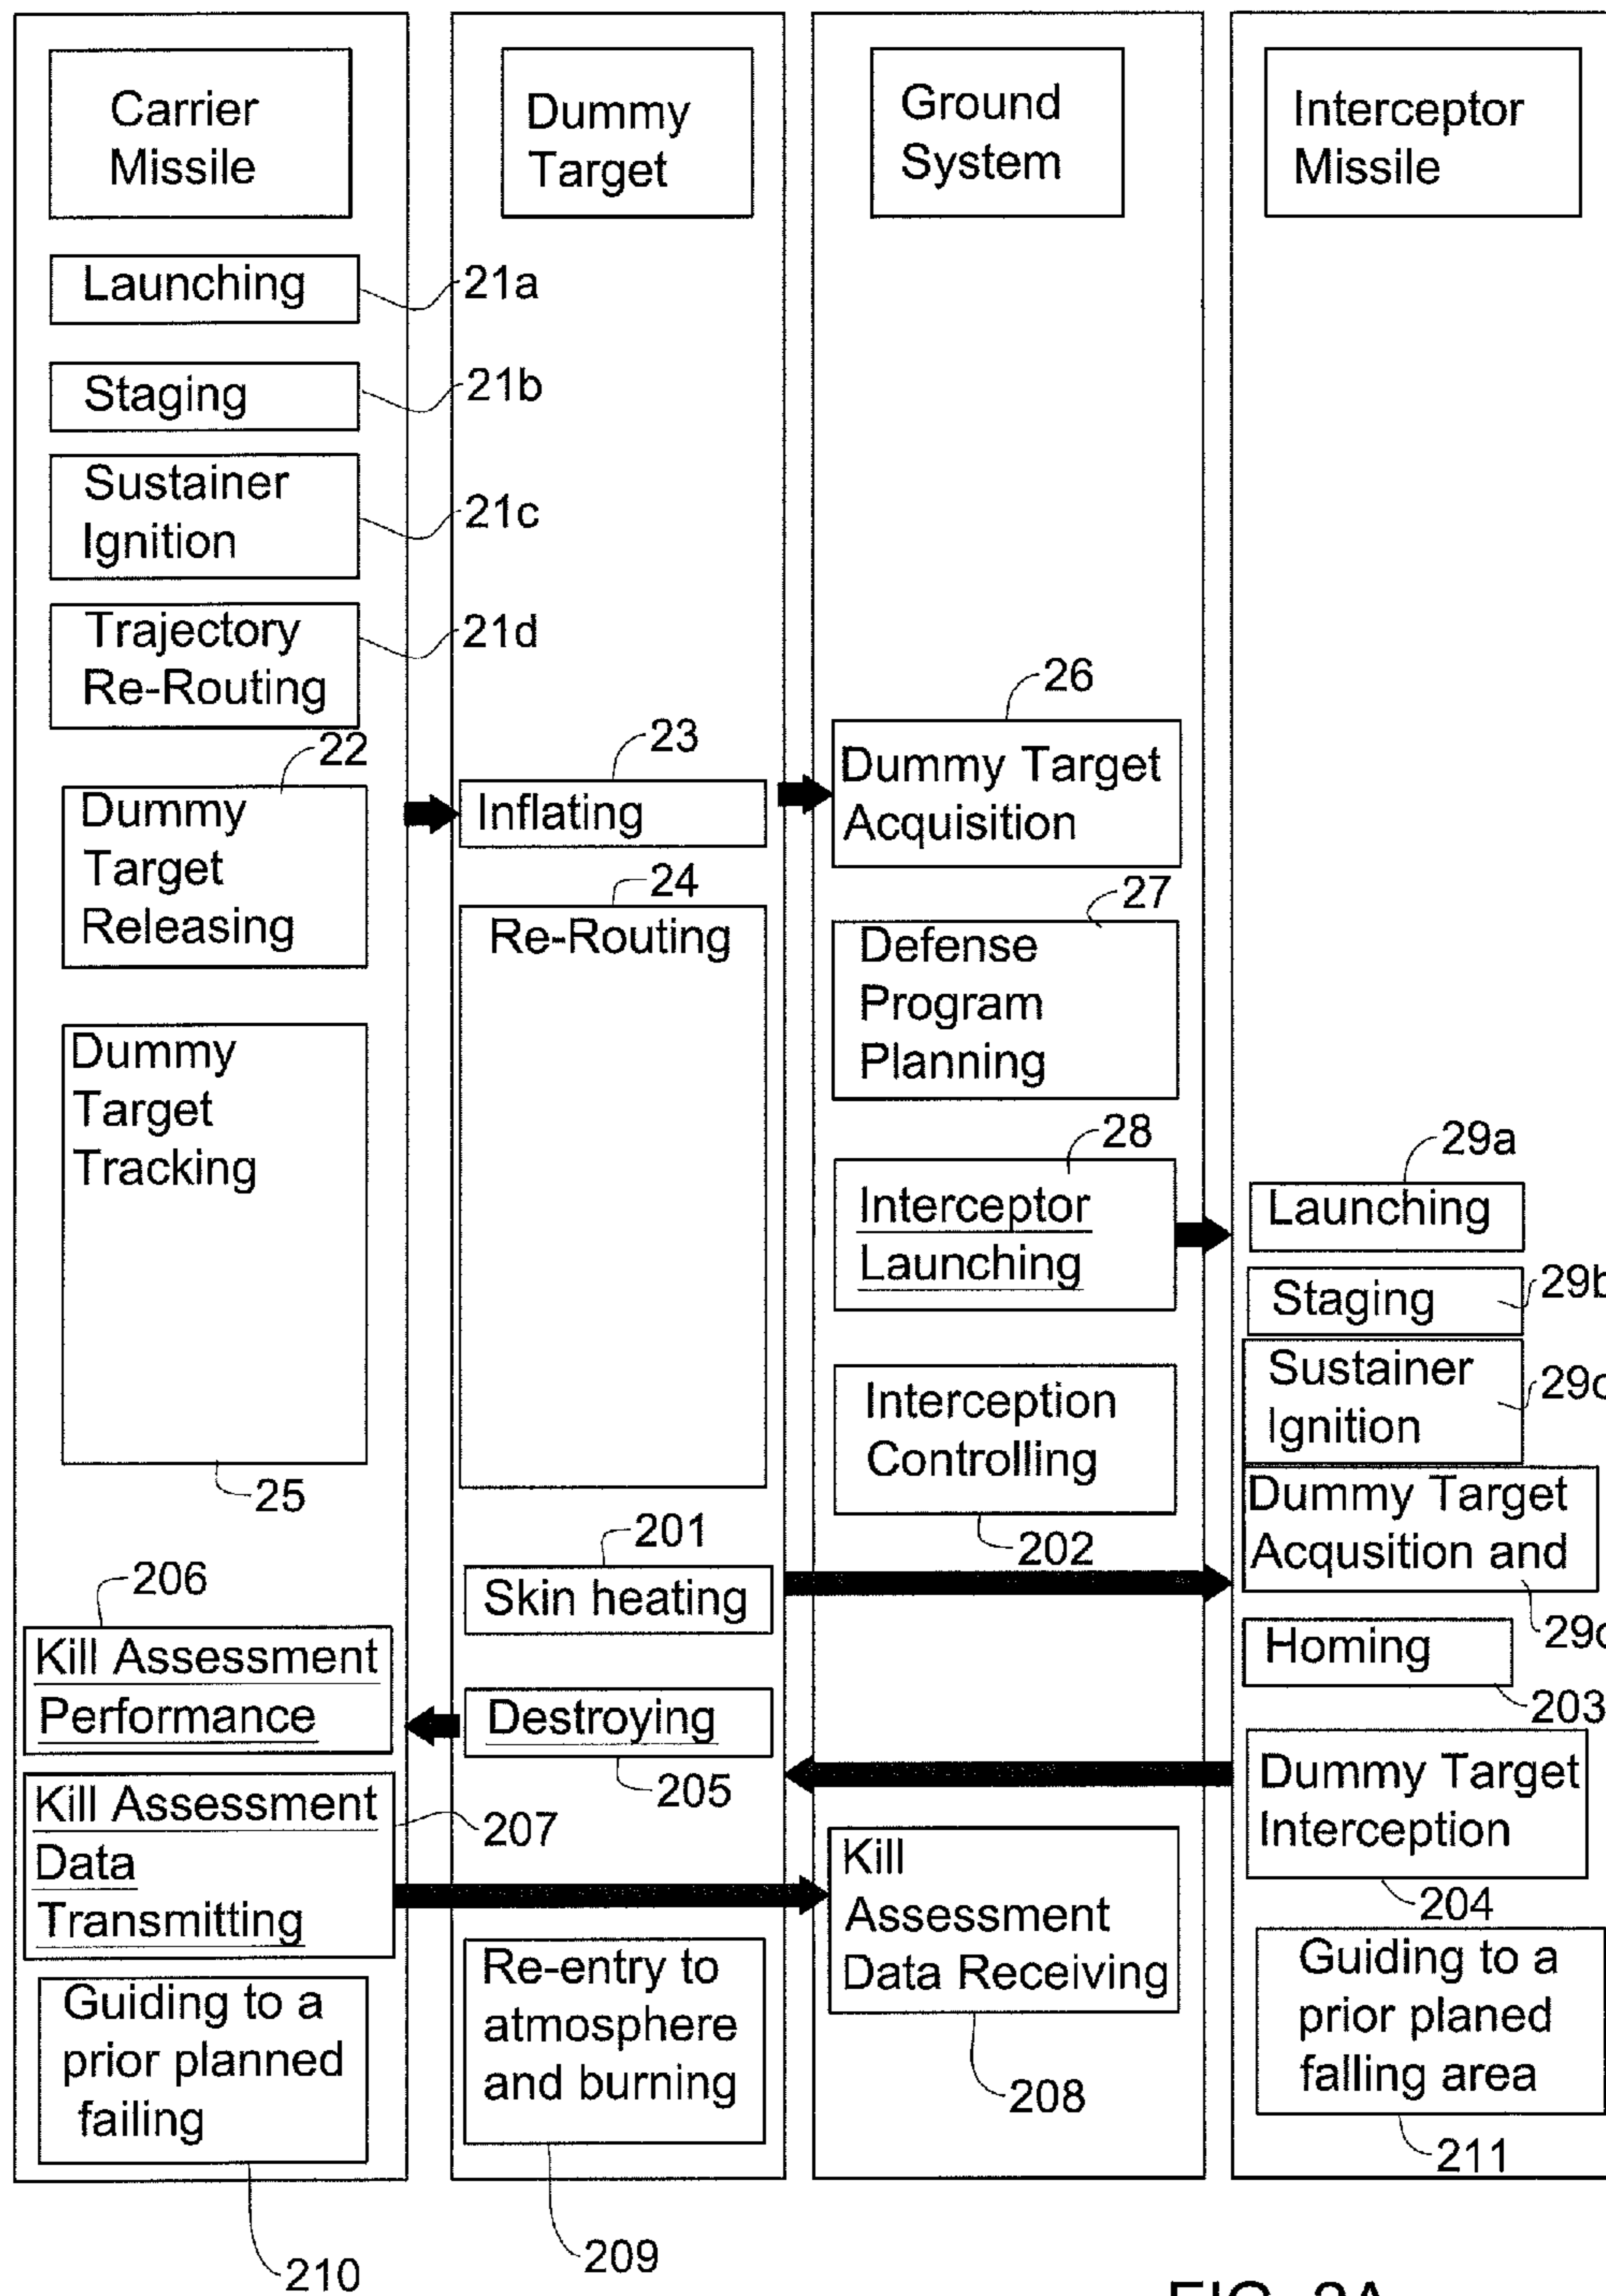 Carrier
Missile
Launching
21a
Staging
21b
Sustainer
Ignition
21c
Trajectory
Re-Routing
21d
22
Dummy
Target
Releasing
Dummy
Target
Tracking
25
206
Kill Assessment
Performance
Kill Assessment
Data
Transmitting
207
Guiding to a
prior planned
failing
210
Dummy
Target
23
Inflating
24
Re-Routing
201
Skin heating
Destroying
205
Re-entry to
atmosphere
and burning
209
Ground
System
26
Dummy Target
Acquisition
27
Defense
Program
Planning
28
Interceptor
Launching
Interception
Controlling
202
Kill
Assessment
Data Receiving
208
Interceptor
Missile
29a
Launching
Staging
29b
Sustainer
Ignition
Dummy Target
Acqusition and
Homing
203
Dummy Target
Interception
204
Guiding to a
prior planed
falling area
211